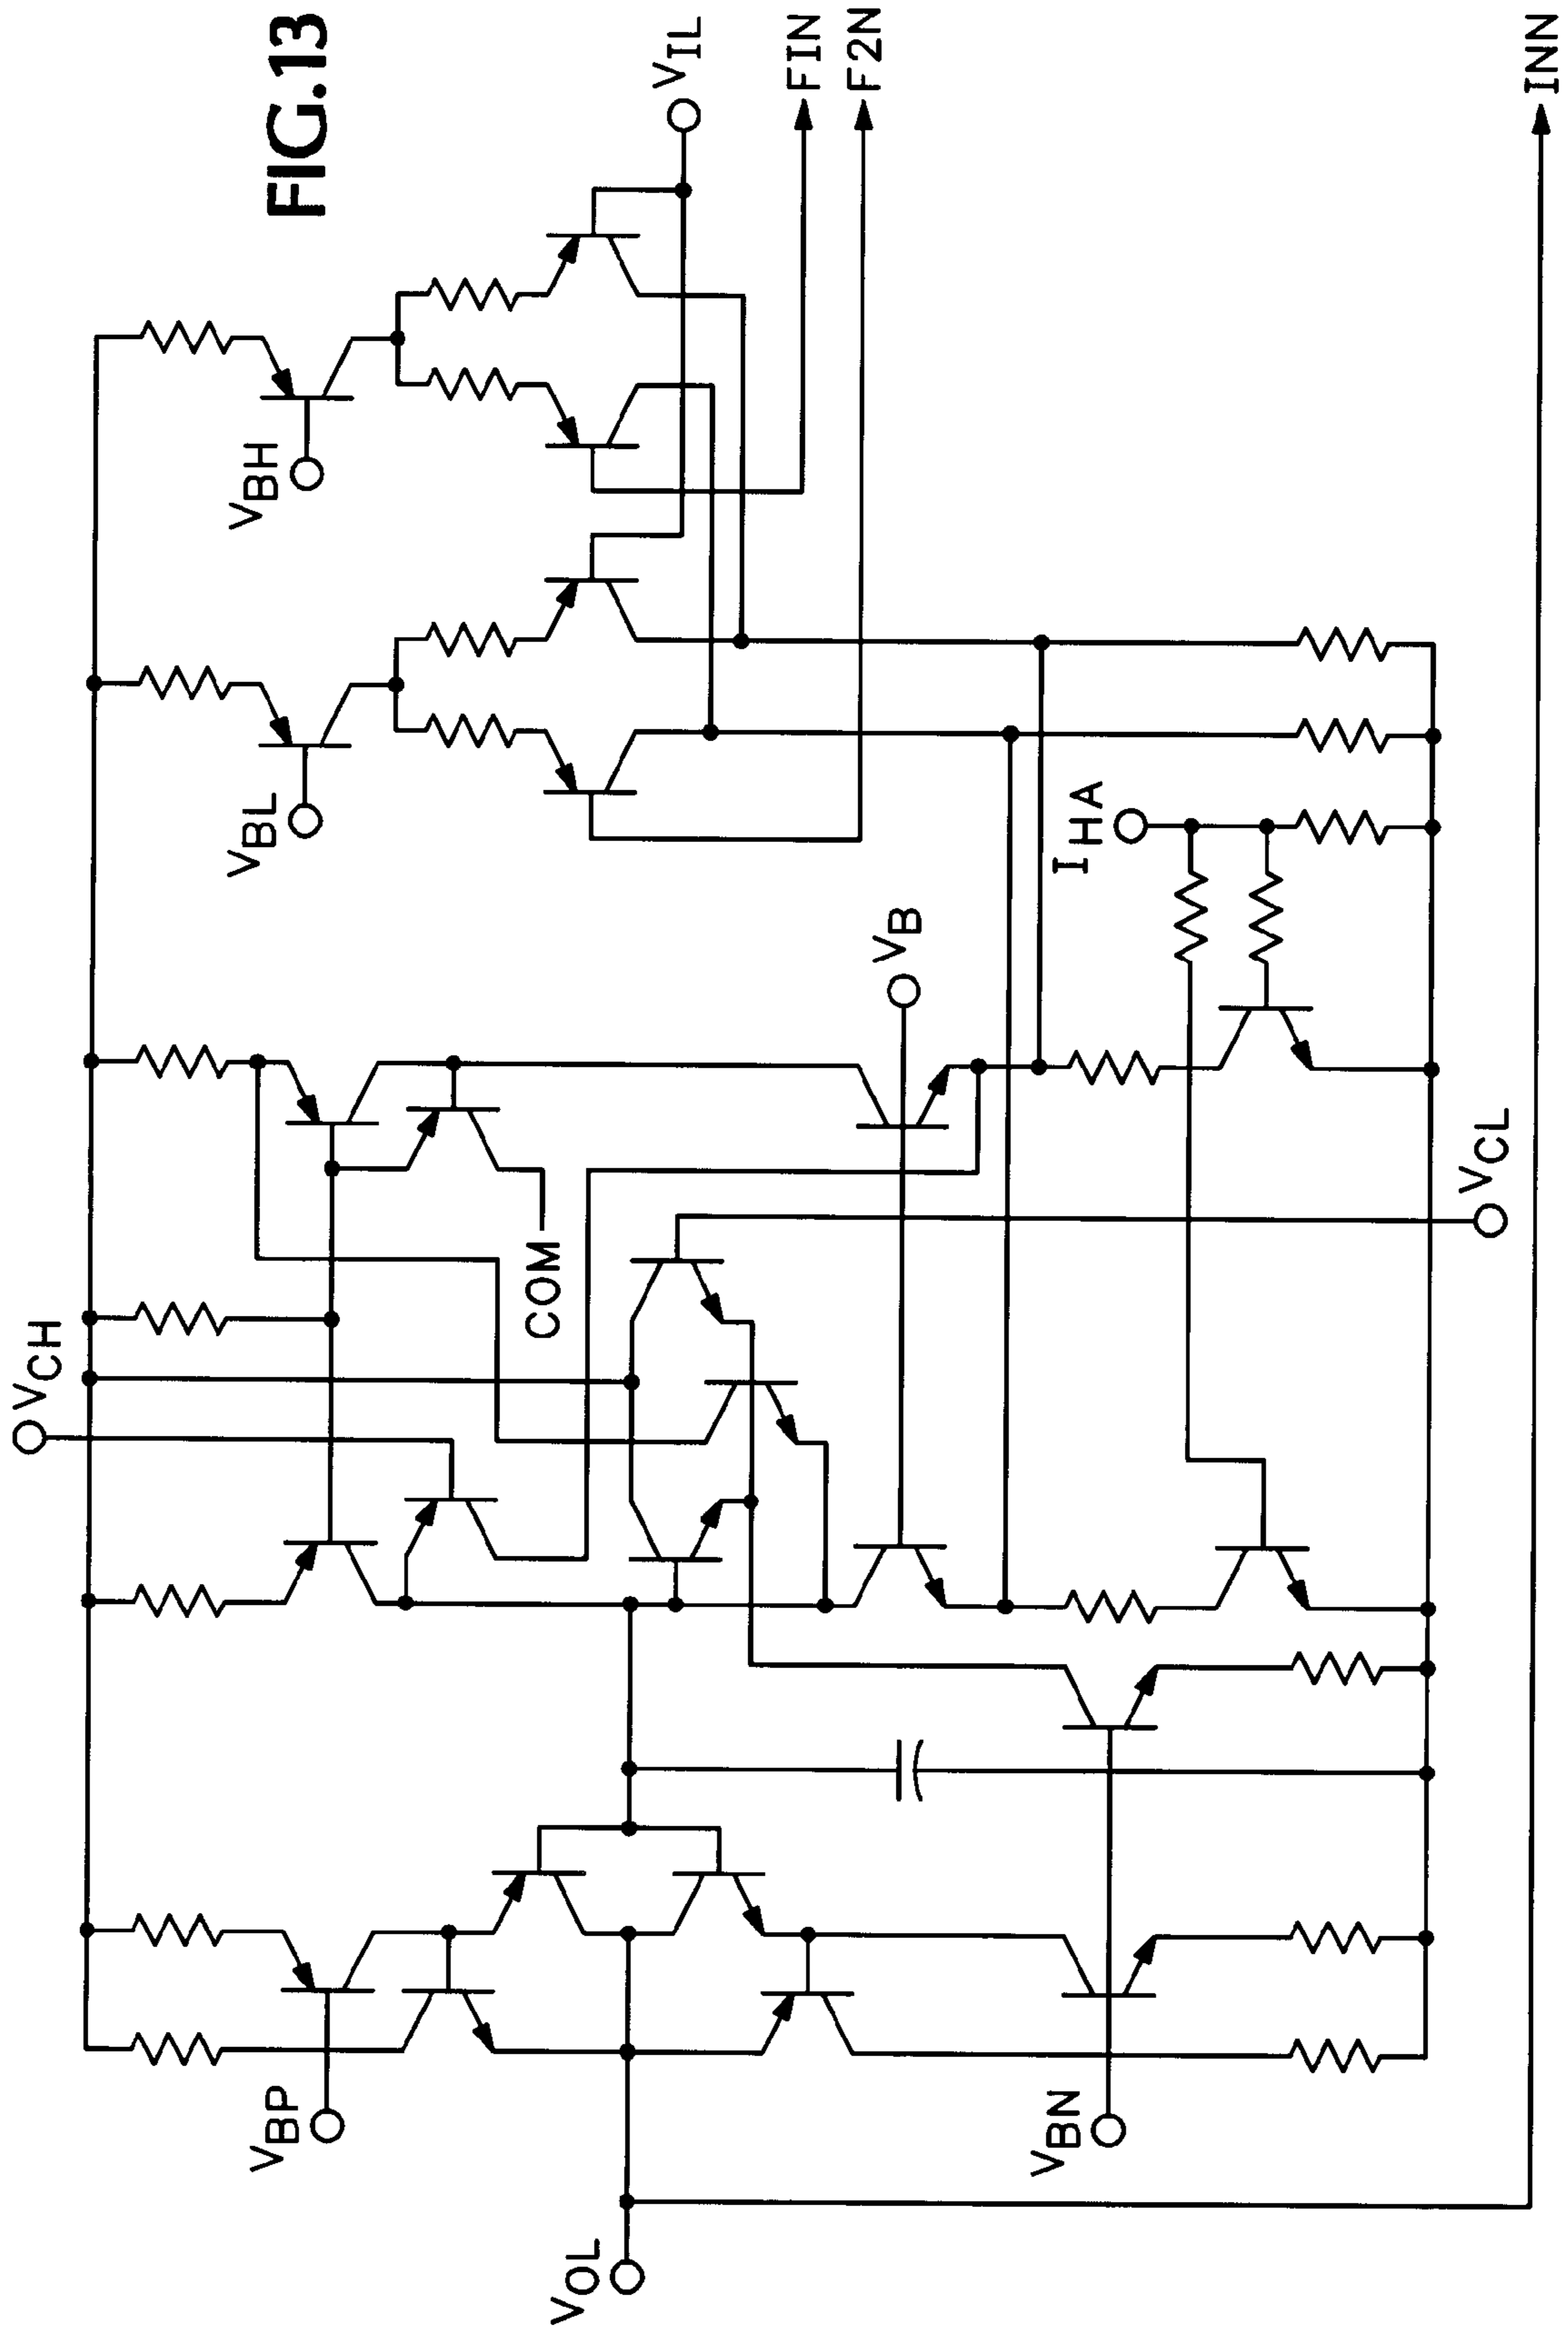 FIG.13
VIL
FIN
F2N
INN
VBH
VBL
IHA
VB
VCL
COM
VCH
VBP
VBN
VOL